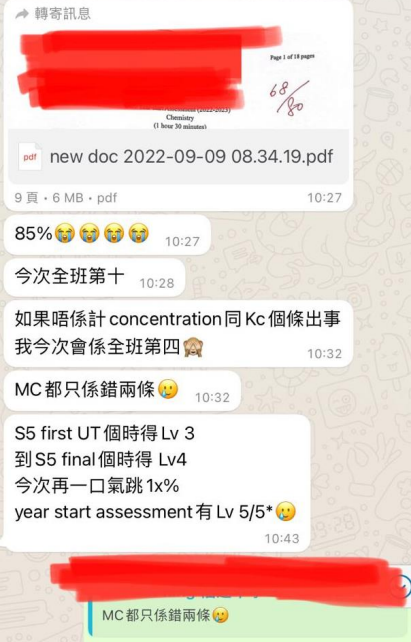 轉寄訊息
Page 1 of 18 pages
68/80
(2022-2023)
Chemistry
(1 hour 30 minutes)
pdf
new doc 2022-09-09 08.34.19.pdf
9 頁・6 MB・pdf
10:27
85%😭😭😭😭
10:27
今次全班第十
10:28
如果唔係計 concentration 同 Kc 個條出事
我今次會係全班第四🙈
10:32
MC 都只係錯兩條🥲
10:32
S5 first UT 個時得 Lv 3
到 S5 final 個時得 Lv4
今次再一口氣跳 1x%
year start assessment 有 Lv 5/5*🥲
10:43
MC 都只係錯兩條🥲